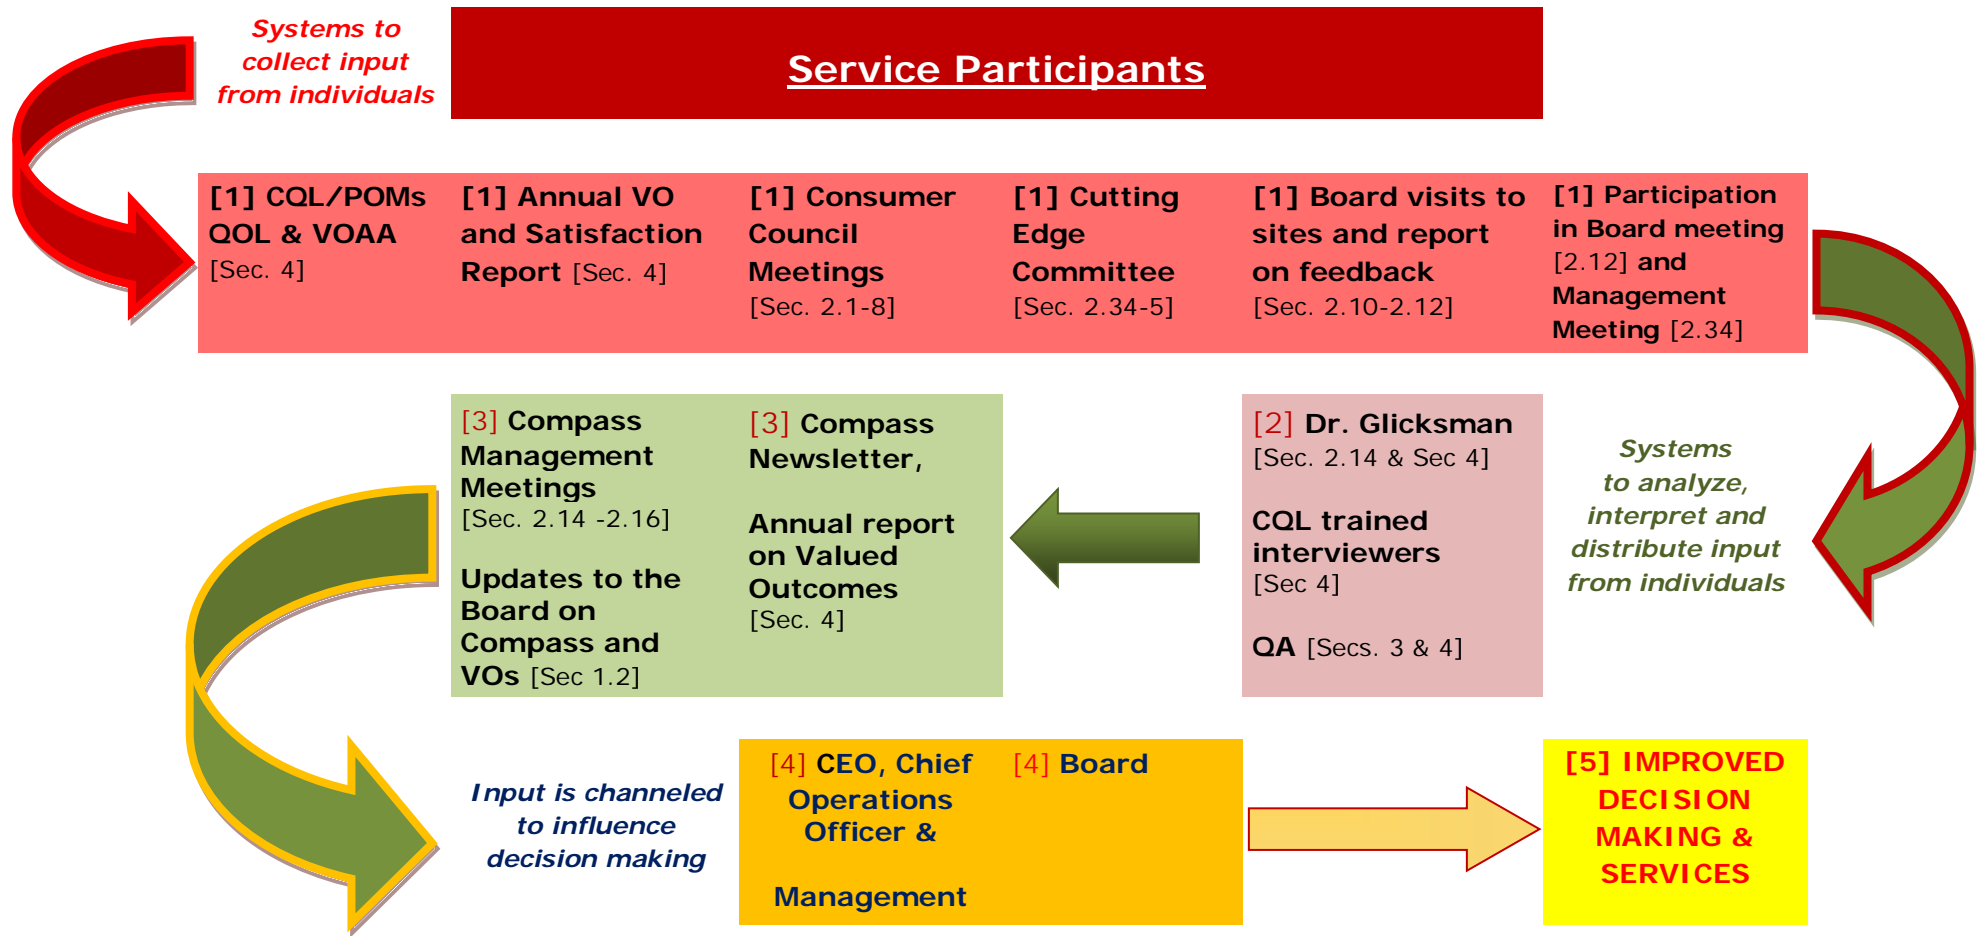 Systems to
collect input
from individuals
Service Participants
[1] CQL/POMs
QOL & VOAA
[Sec. 4]
[1] Annual VO
and Satisfaction
Report [Sec. 4]
[1] Consumer
Council
Meetings
[Sec. 2.1-8]
[1] Cutting
Edge
Committee
[Sec. 2.34-5]
[1] Board visits to
sites and report
on feedback
[Sec. 2.10-2.12]
[1] Participation
in Board meeting
[2.12] and
Management
Meeting [2.34]
Systems
to analyze,
interpret and
distribute input
from individuals
[2] Dr. Glicksman
[Sec. 2.14 & Sec 4]
CQL trained
interviewers
[Sec 4]
QA [Secs. 3 & 4]
[3] Compass
Management
Meetings
[Sec. 2.14 -2.16]
Updates to the
Board on
Compass and
VOs [Sec 1.2]
[3] Compass
Newsletter,
Annual report
on Valued
Outcomes
[Sec. 4]
Input is channeled
to influence
decision making
[4] CEO, Chief
Operations
Officer &
Management
[4] Board
[5] IMPROVED
DECISION
MAKING &
SERVICES